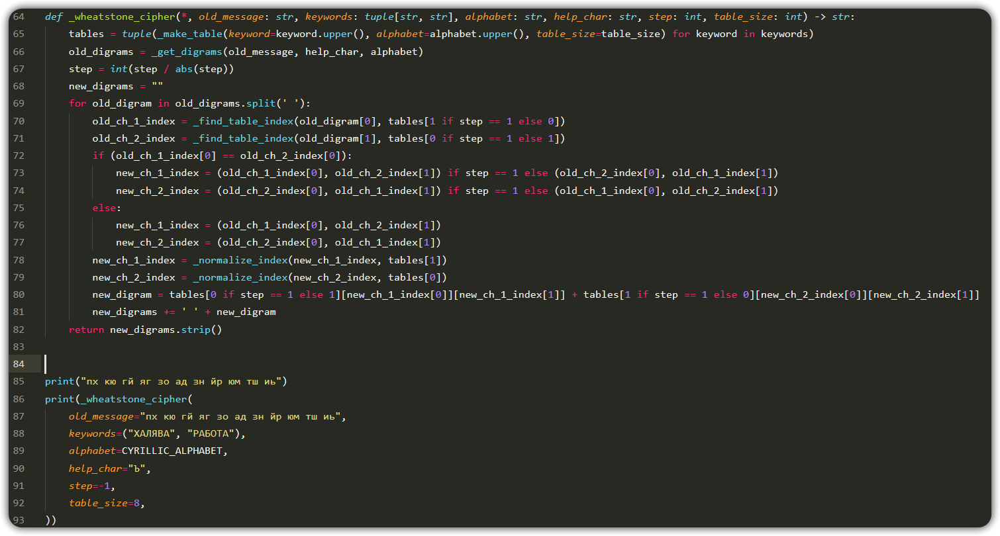 64 def _wheatstone_cipher(*, old_message: str, keywords: tuple[str, str], alphabet: str, help_char: str, step: int, table_size: int) -> str:
65     tables = tuple(_make_table(keyword=keyword.upper(), alphabet=alphabet.upper(), table_size=table_size) for keyword in keywords)
66     old_digrams = _get_digrams(old_message, help_char, alphabet)
67     step = int(step / abs(step))
68     new_digrams = ""
69     for old_digram in old_digrams.split(' '):
70         old_ch_1_index = _find_table_index(old_digram[0], tables[1 if step == 1 else 0])
71         old_ch_2_index = _find_table_index(old_digram[1], tables[0 if step == 1 else 1])
72         if (old_ch_1_index[0] == old_ch_2_index[0]):
73             new_ch_1_index = (old_ch_1_index[0], old_ch_2_index[1]) if step == 1 else (old_ch_2_index[0], old_ch_1_index[1])
74             new_ch_2_index = (old_ch_2_index[0], old_ch_1_index[1]) if step == 1 else (old_ch_1_index[0], old_ch_2_index[1])
75         else:
76             new_ch_1_index = (old_ch_1_index[0], old_ch_2_index[1])
77             new_ch_2_index = (old_ch_2_index[0], old_ch_1_index[1])
78         new_ch_1_index = _normalize_index(new_ch_1_index, tables[1])
79         new_ch_2_index = _normalize_index(new_ch_2_index, tables[0])
80         new_digram = tables[0 if step == 1 else 1][new_ch_1_index[0]][new_ch_1_index[1]] + tables[1 if step == 1 else 0][new_ch_2_index[0]][new_ch_2_index[1]]
81         new_digrams += ' ' + new_digram
82     return new_digrams.strip()
83
84
85 print("пх кю гй яг зо ад зн йр юм тш иь")
86 print(_wheatstone_cipher(
87     old_message="пх кю гй яг зо ад зн йр юм тш иь",
88     keywords=("ХАЛЯВА", "РАБОТА"),
89     alphabet=CYRILLIC_ALPHABET,
90     help_char="Ь",
91     step=-1,
92     table_size=8,
93 ))